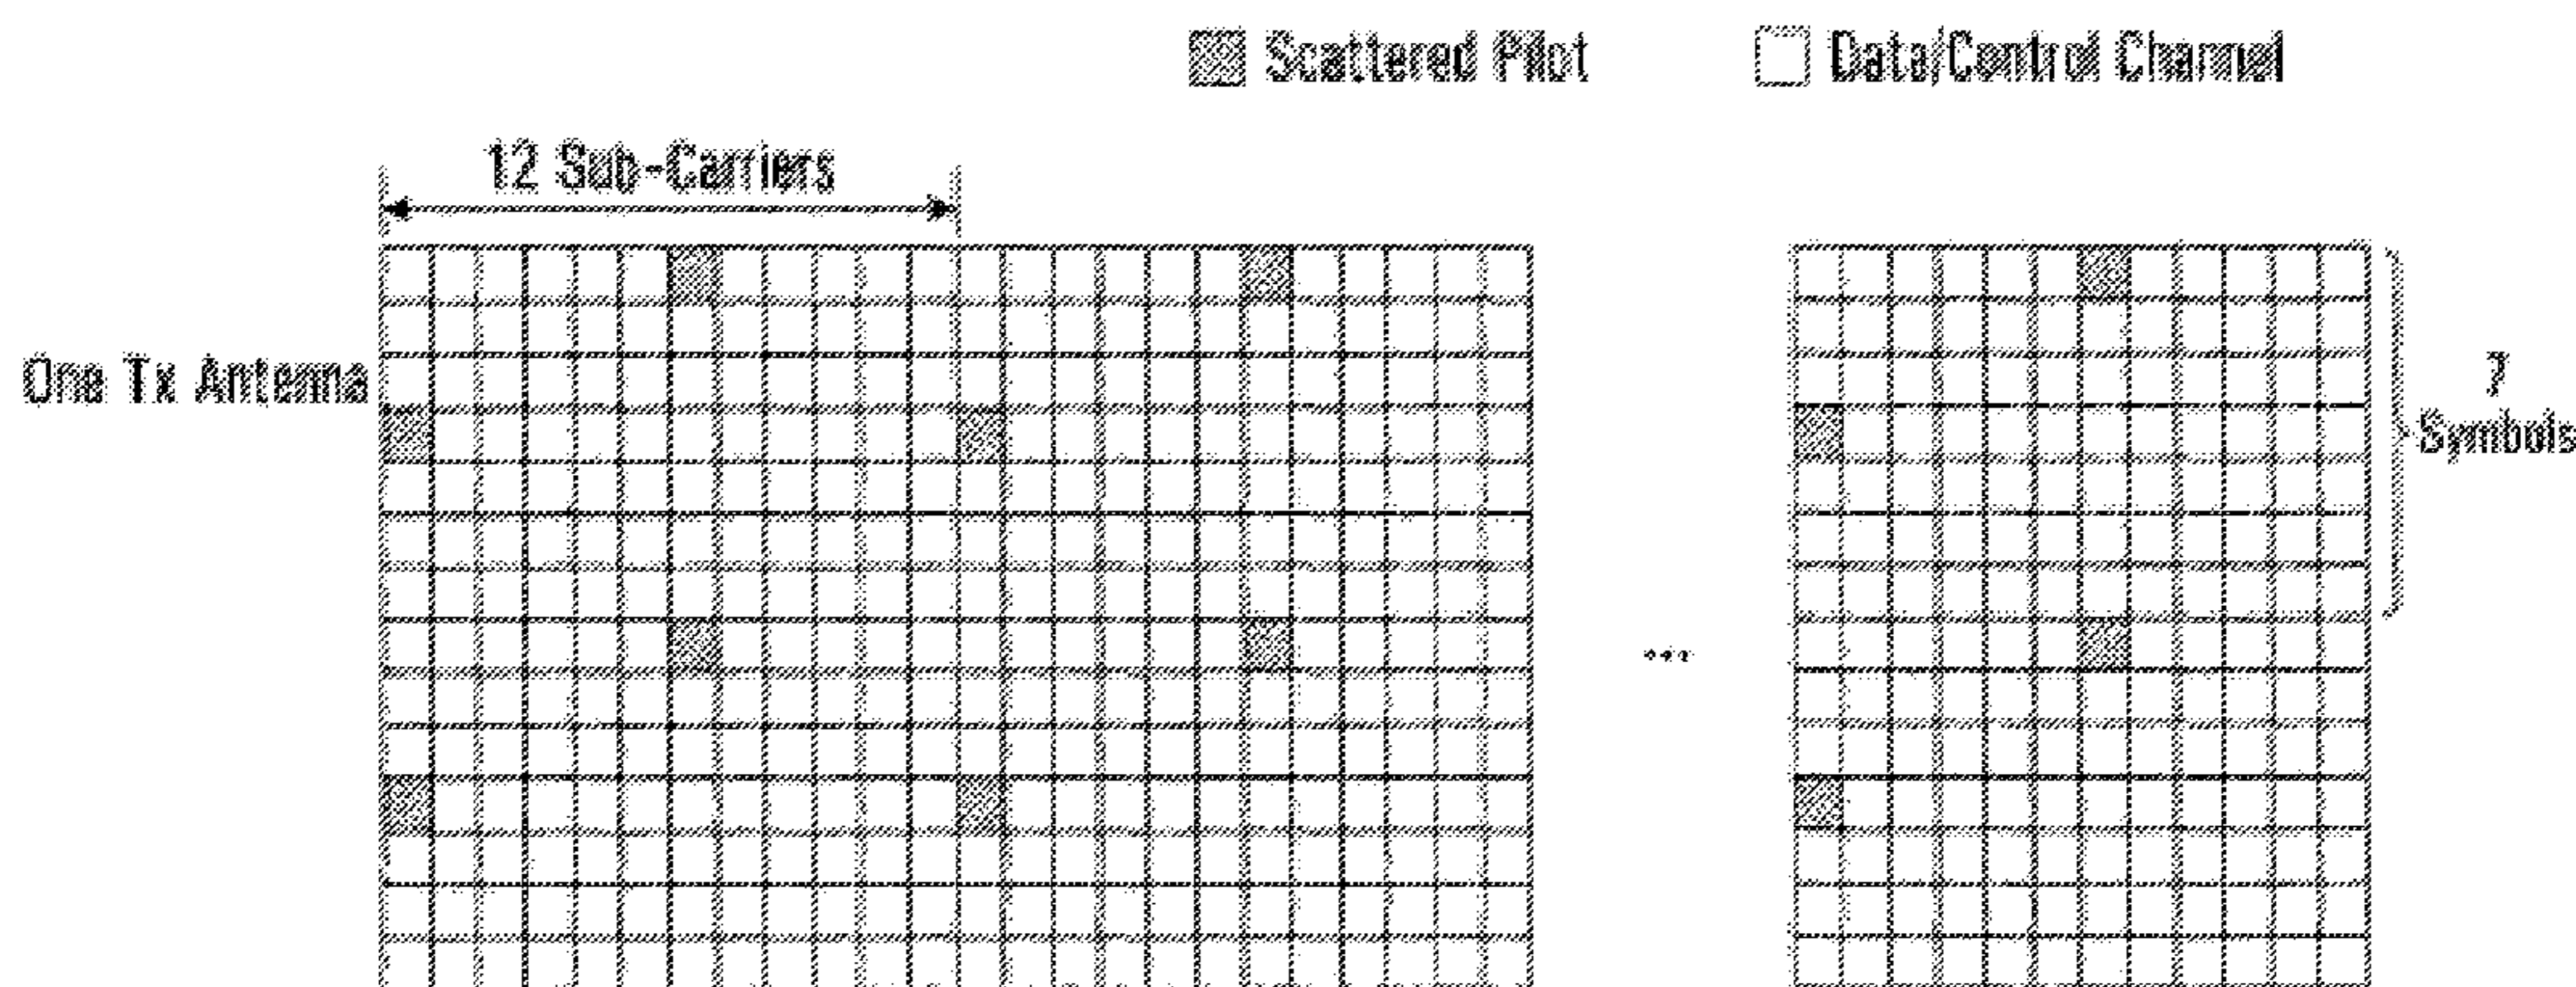 Scattered Pilot
Data/Control Channel
12 Sub-Carriers
One Tx Antenna
...
7
Symbols